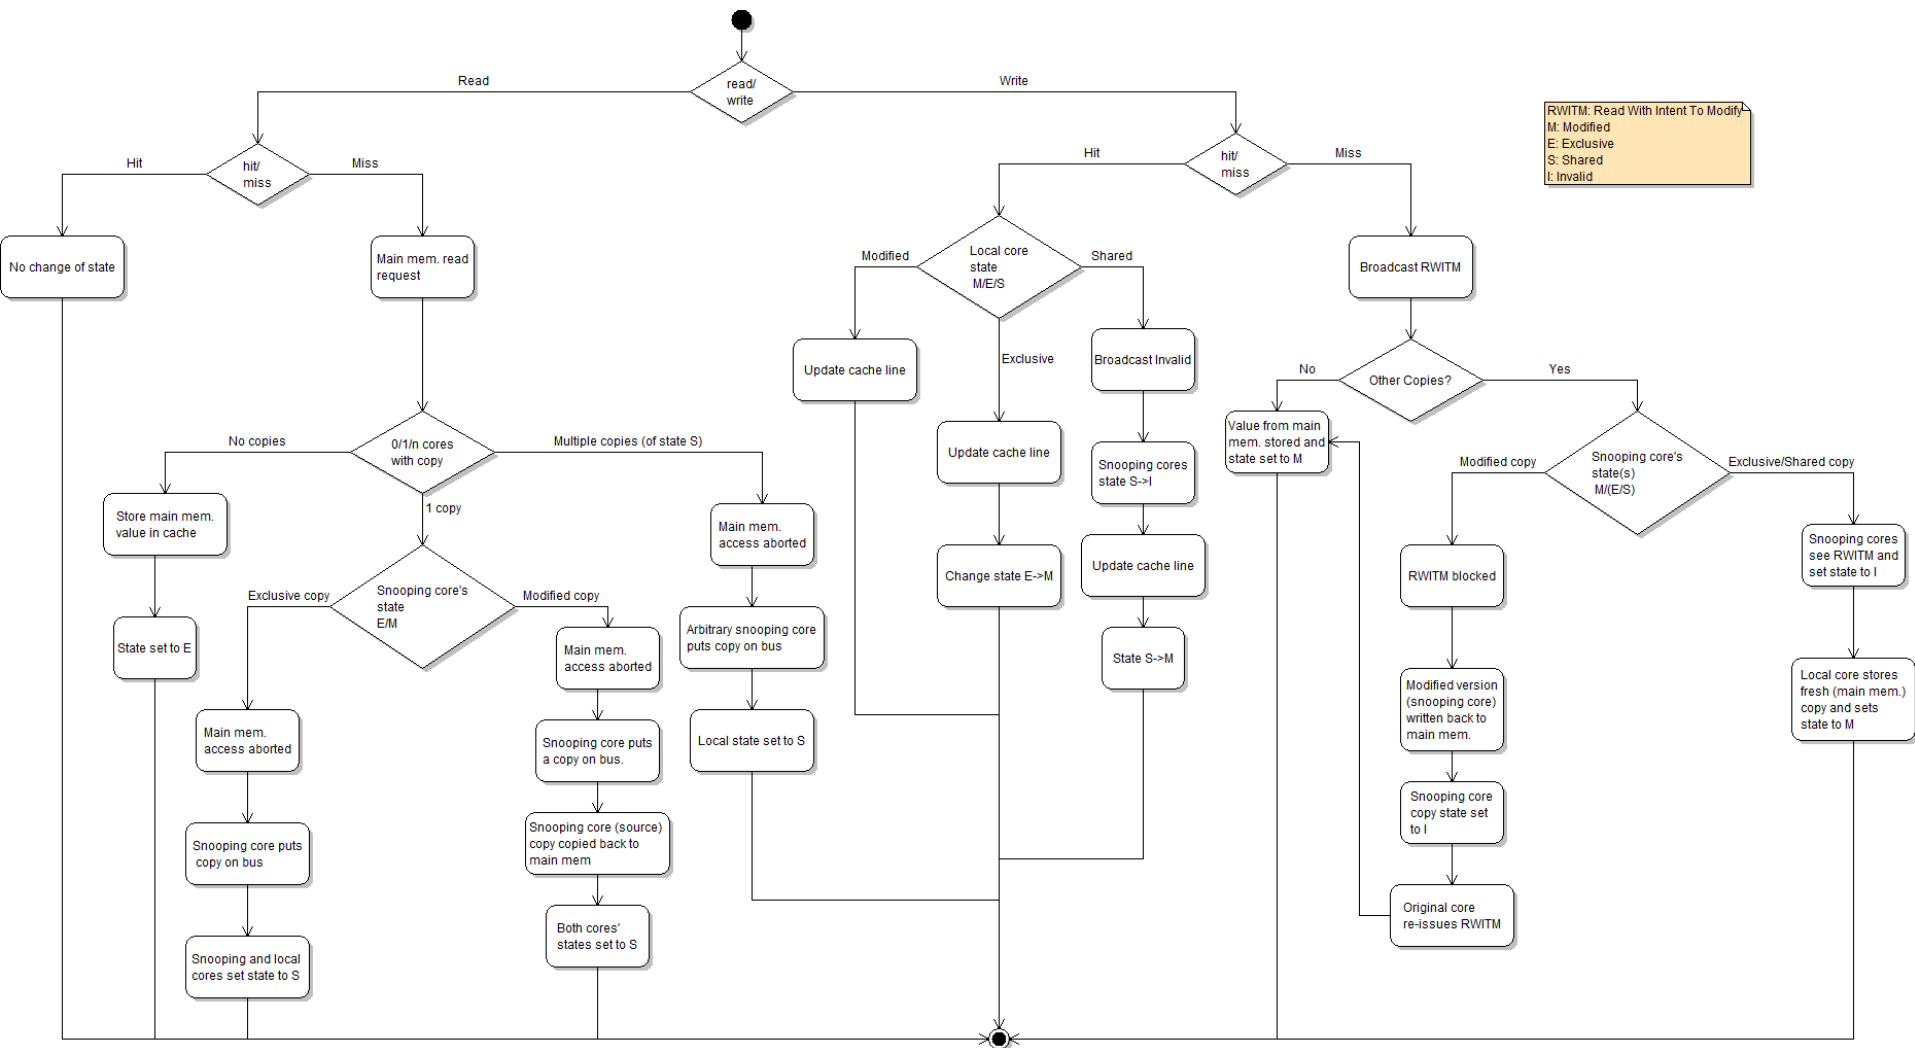 read/
write
Read
Write
RWITM: Read With Intent To Modify
M: Modified
E: Exclusive
S: Shared
I: Invalid
hit/
miss
Hit
Miss
hit/
miss
Hit
Miss
No change of state
Main mem. read
request
Local core
state
M/E/S
Modified
Shared
Exclusive
Broadcast RWITM
Update cache line
Broadcast Invalid
Other Copies?
No
Yes
0/1/n cores
with copy
No copies
Multiple copies (of state S)
1 copy
Update cache line
Snooping cores
state S->I
Value from main
mem. stored and
state set to M
Snooping core's
state(s)
M/(E/S)
Modified copy
Exclusive/Shared copy
Store main mem.
value in cache
Main mem.
access aborted
Change state E->M
Update cache line
RWITM blocked
Snooping cores
see RWITM and
set state to I
Snooping core's
state
E/M
Exclusive copy
Modified copy
State set to E
Main mem.
access aborted
Arbitrary snooping core
puts copy on bus
State S->M
Modified version
(snooping core)
written back to
main mem.
Local core stores
fresh (main mem.)
copy and sets
state to M
Main mem.
access aborted
Snooping core puts
a copy on bus.
Local state set to S
Snooping core
copy state set
to I
Snooping core puts
copy on bus
Snooping core (source)
copy copied back to
main mem
Original core
re-issues RWITM
Snooping and local
cores set state to S
Both cores'
states set to S